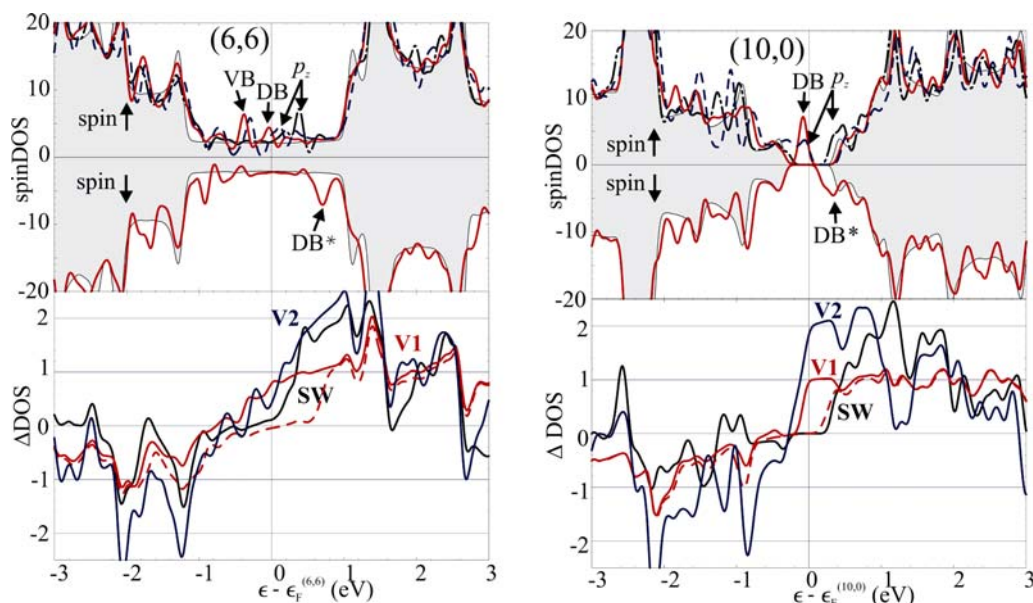 20
(6,6)
VB
DB
p_z
10
spin
0
spinDOS
spin
-10
DB*
-20
2
V2
V1
1
SW
0
ΔDOS
-1
-2
-3 -2 -1 0 1 2 3
ϵ - ϵ_F^(6,6) (eV)
20
(10,0)
DB p_z
10
spin
0
spinDOS
spin
-10
DB*
-20
2
V2
V1
1
SW
0
Δ DOS
-1
-2
-3 -2 -1 0 1 2 3
ϵ - ϵ_F^(10,0) (eV)